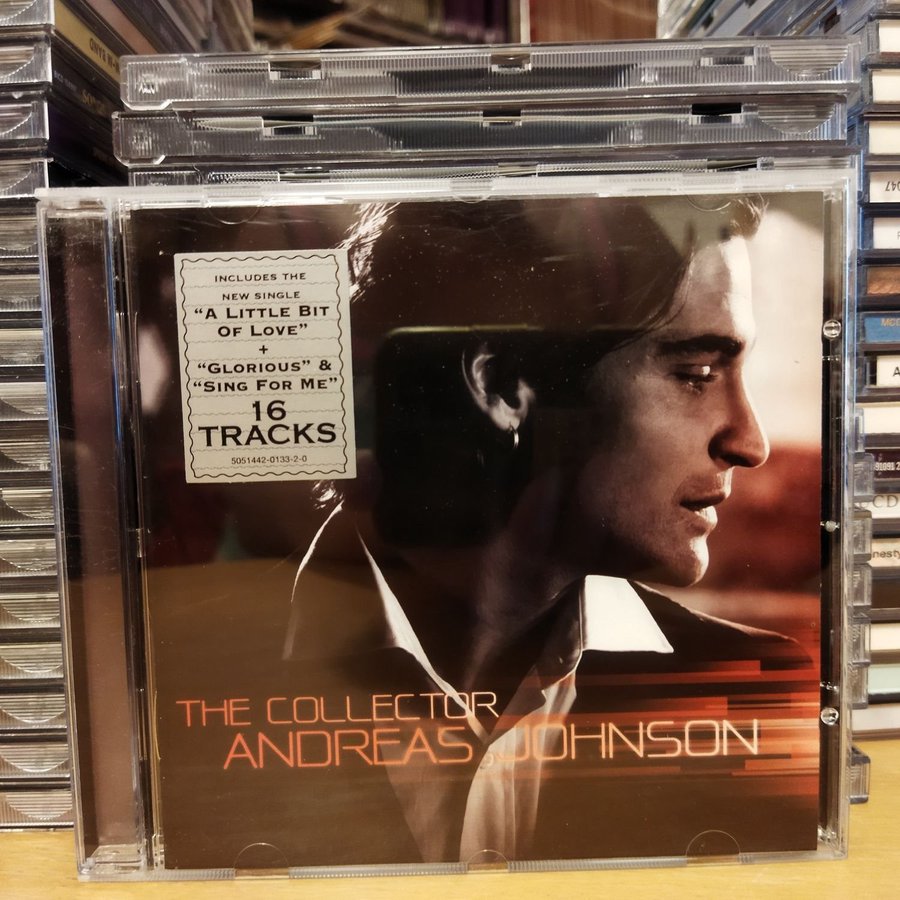 INCLUDES THE
NEW SINGLE
"A LITTLE BIT
OF LOVE"
+
"GLORIOUS" &
"SING FOR ME"
16
TRACKS
5051442-0133-2-0
THE COLLECTOR
ANDREAS JOHNSON